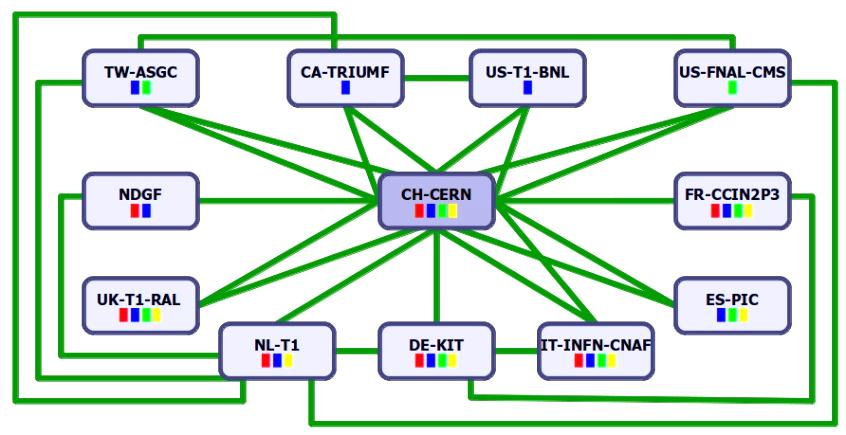 TW-ASGC
CA-TRIUMF
US-T1-BNL
US-FNAL-CMS
NDGF
CH-CERN
FR-CCIN2P3
UK-T1-RAL
ES-PIC
NL-T1
DE-KIT
IT-INFN-CNAF